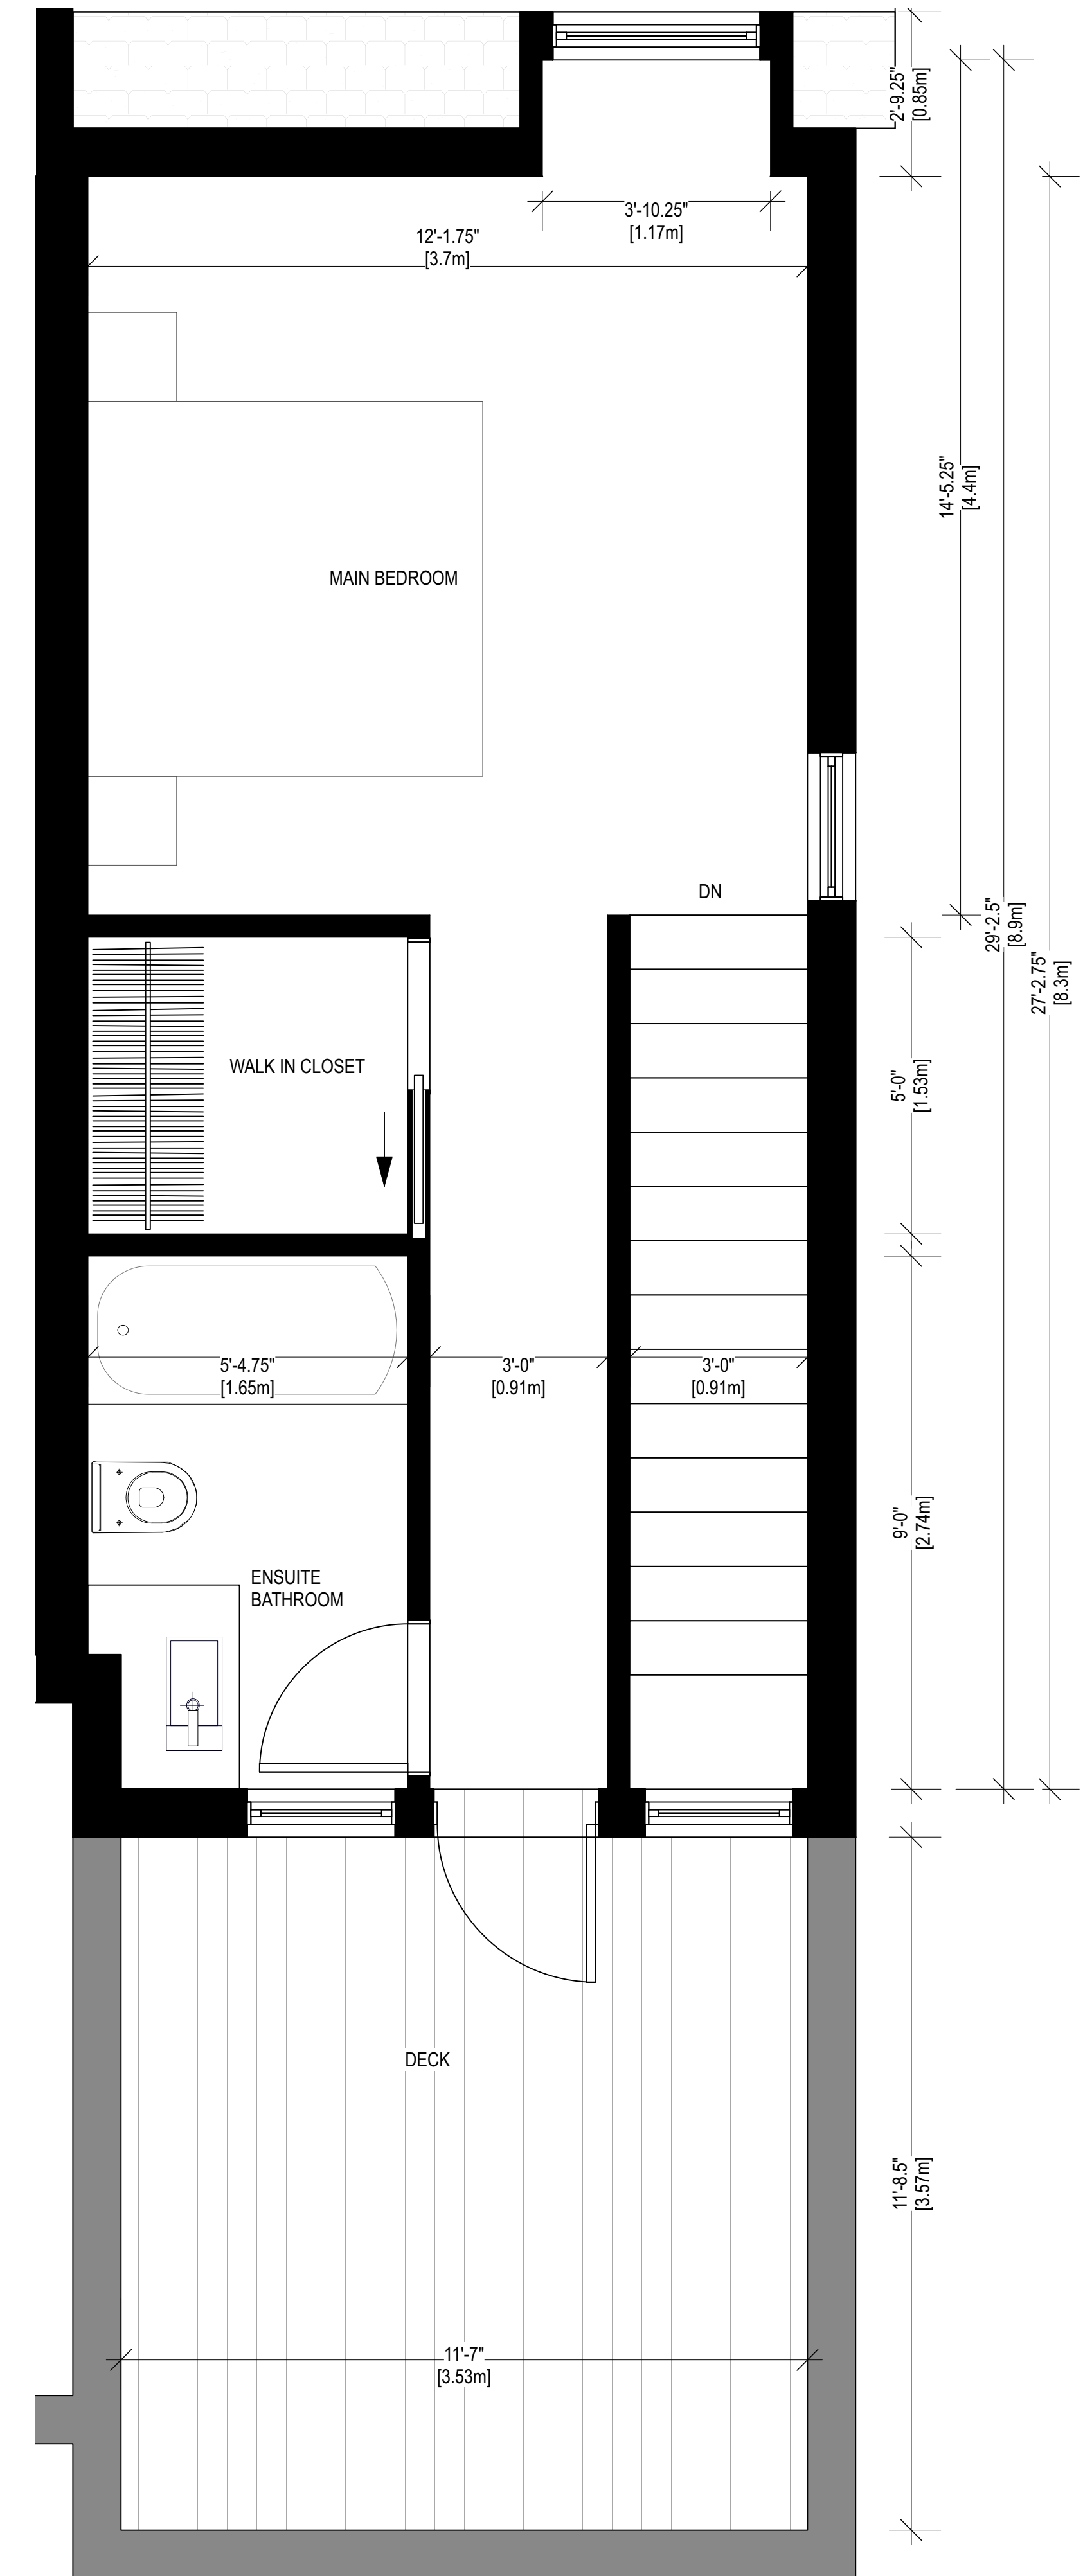 2'-9.25"
[0.85m]
3'-10.25"
[1.17m]
12'-1.75"
[3.7m]
14'-5.25"
[4.4m]
MAIN BEDROOM
DN
29'-2.5"
[8.9m]
27'-2.75"
[8.3m]
WALK IN CLOSET
5'-0"
[1.53m]
5'-4.75"
[1.65m]
3'-0"
[0.91m]
3'-0"
[0.91m]
9'-0"
[2.74m]
ENSUITE
BATHROOM
DECK
11'-8.5"
[3.57m]
11'-7"
[3.53m]